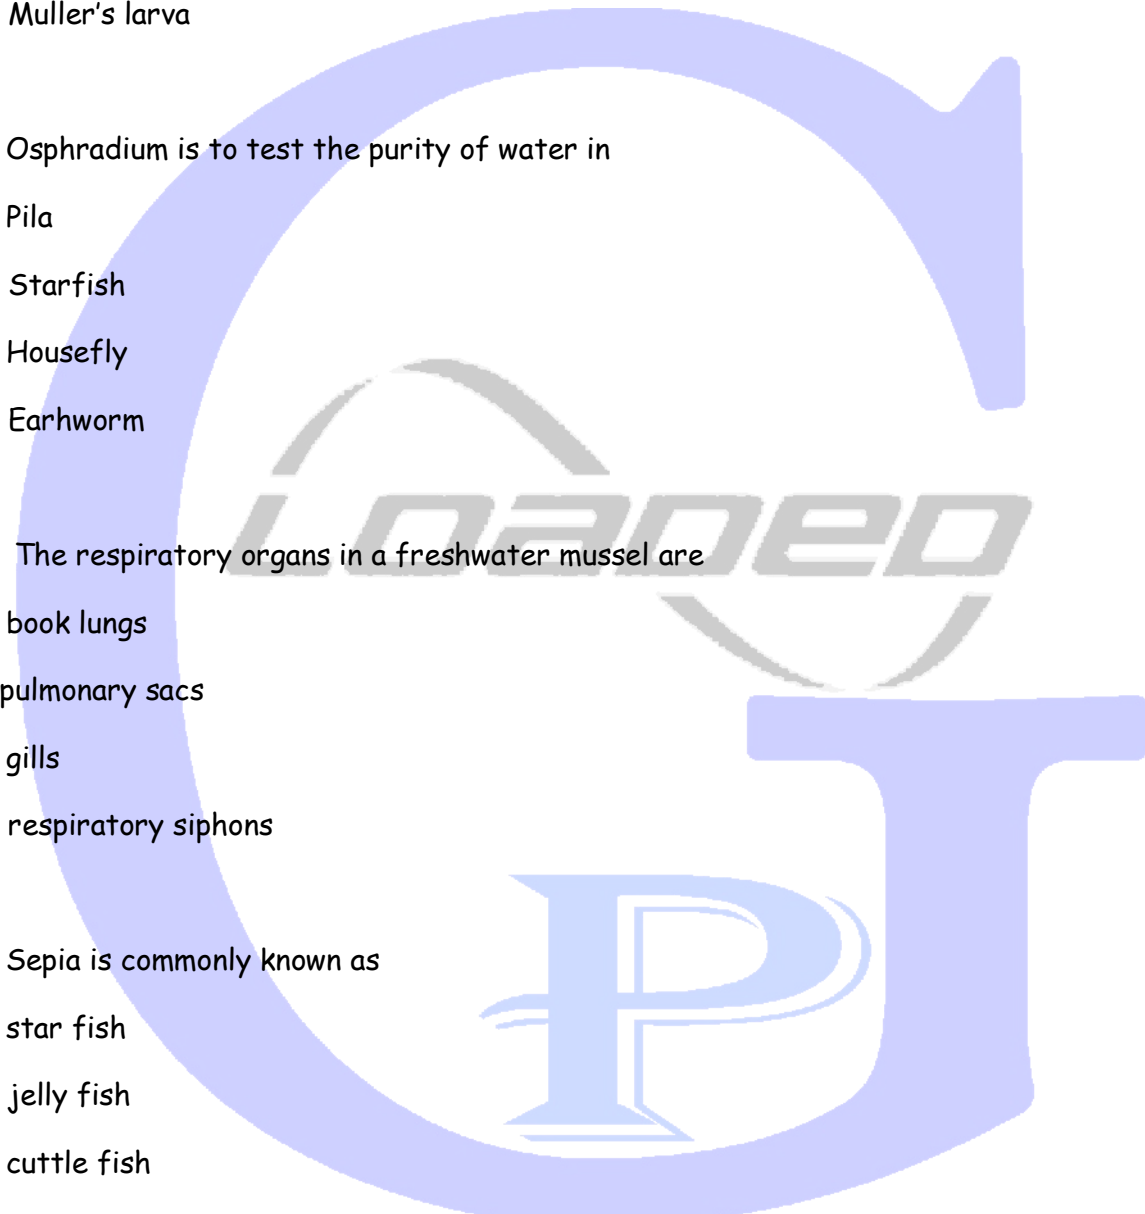 Muller's larva
Osphradium is to test the purity of water in
Pila
Starfish
Housefly
Earhworm
LOADED
The respiratory organs in a freshwater mussel are
book lungs
pulmonary sacs
gills
respiratory siphons
Sepia is commonly known as
star fish
jelly fish
cuttle fish
G
P